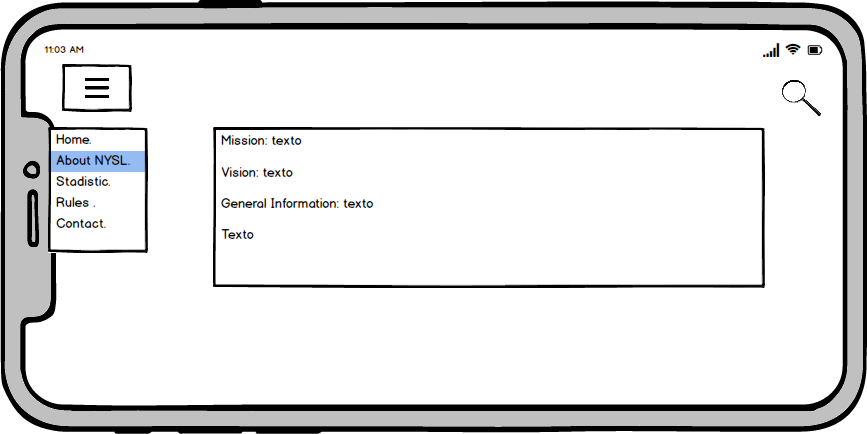 11:03 AM
Home.
About NYSL.
Stadistic.
Rules .
Contact.
Mission: texto
Vision: texto
General Information: texto
Texto